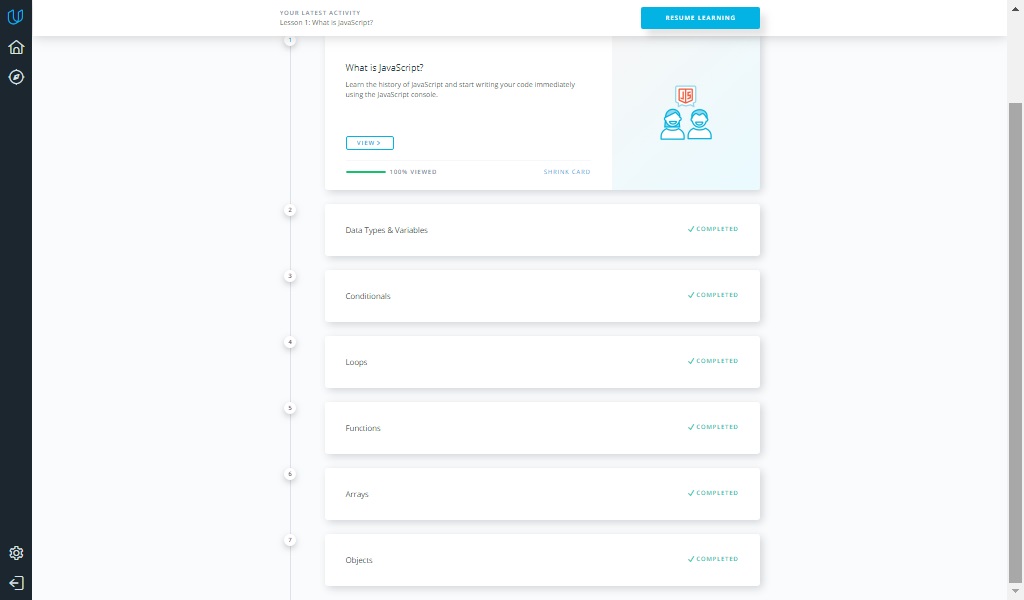 YOUR LATEST ACTIVITY
Lesson 1: What is JavaScript?
RESUME LEARNING
1
What is JavaScript?
Learn the history of JavaScript and start writing your code immediately
using the JavaScript console.
JS
VIEW >
100% VIEWED
SHRINK CARD
2
Data Types & Variables
✓ COMPLETED
3
Conditionals
✓ COMPLETED
4
Loops
✓ COMPLETED
5
Functions
✓ COMPLETED
6
Arrays
✓ COMPLETED
7
Objects
✓ COMPLETED